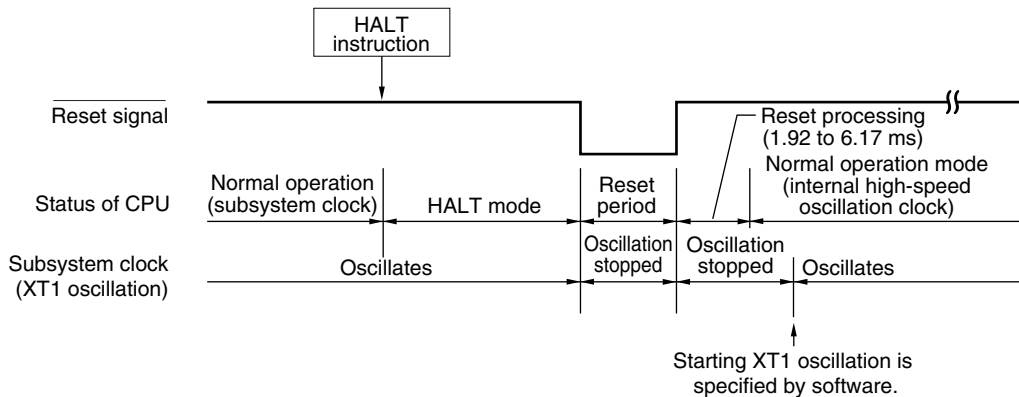 HALT
instruction
Reset signal
Reset processing
(1.92 to 6.17 ms)
Status of CPU
Normal operation
(subsystem clock)
HALT mode
Reset
period
Normal operation mode
(internal high-speed
oscillation clock)
Subsystem clock
(XT1 oscillation)
Oscillates
Oscillation
stopped
Oscillation
stopped
Oscillates
Starting XT1 oscillation is
specified by software.